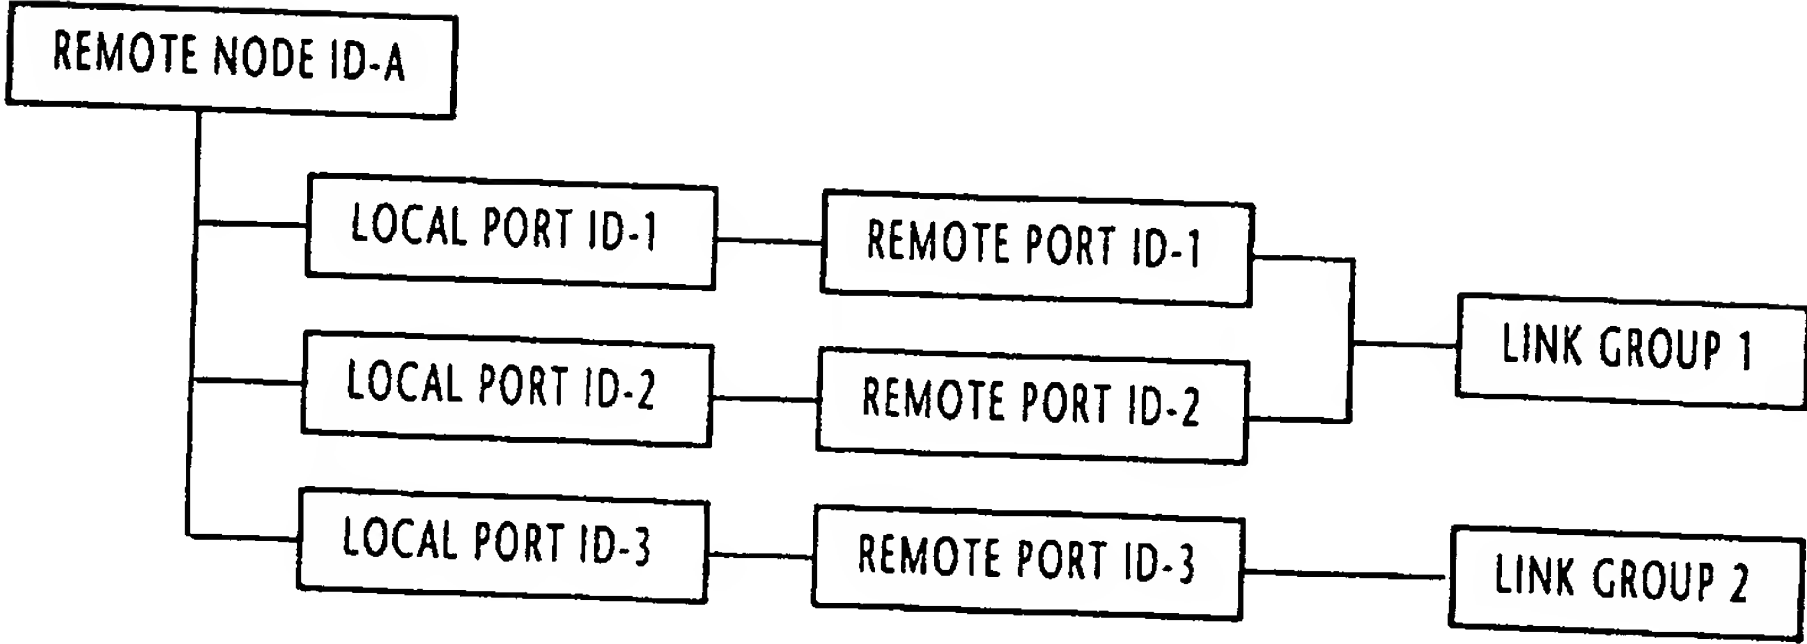 REMOTE NODE ID-A
LOCAL PORT ID-1
REMOTE PORT ID-1
LOCAL PORT ID-2
REMOTE PORT ID-2
LINK GROUP 1
LOCAL PORT ID-3
REMOTE PORT ID-3
LINK GROUP 2